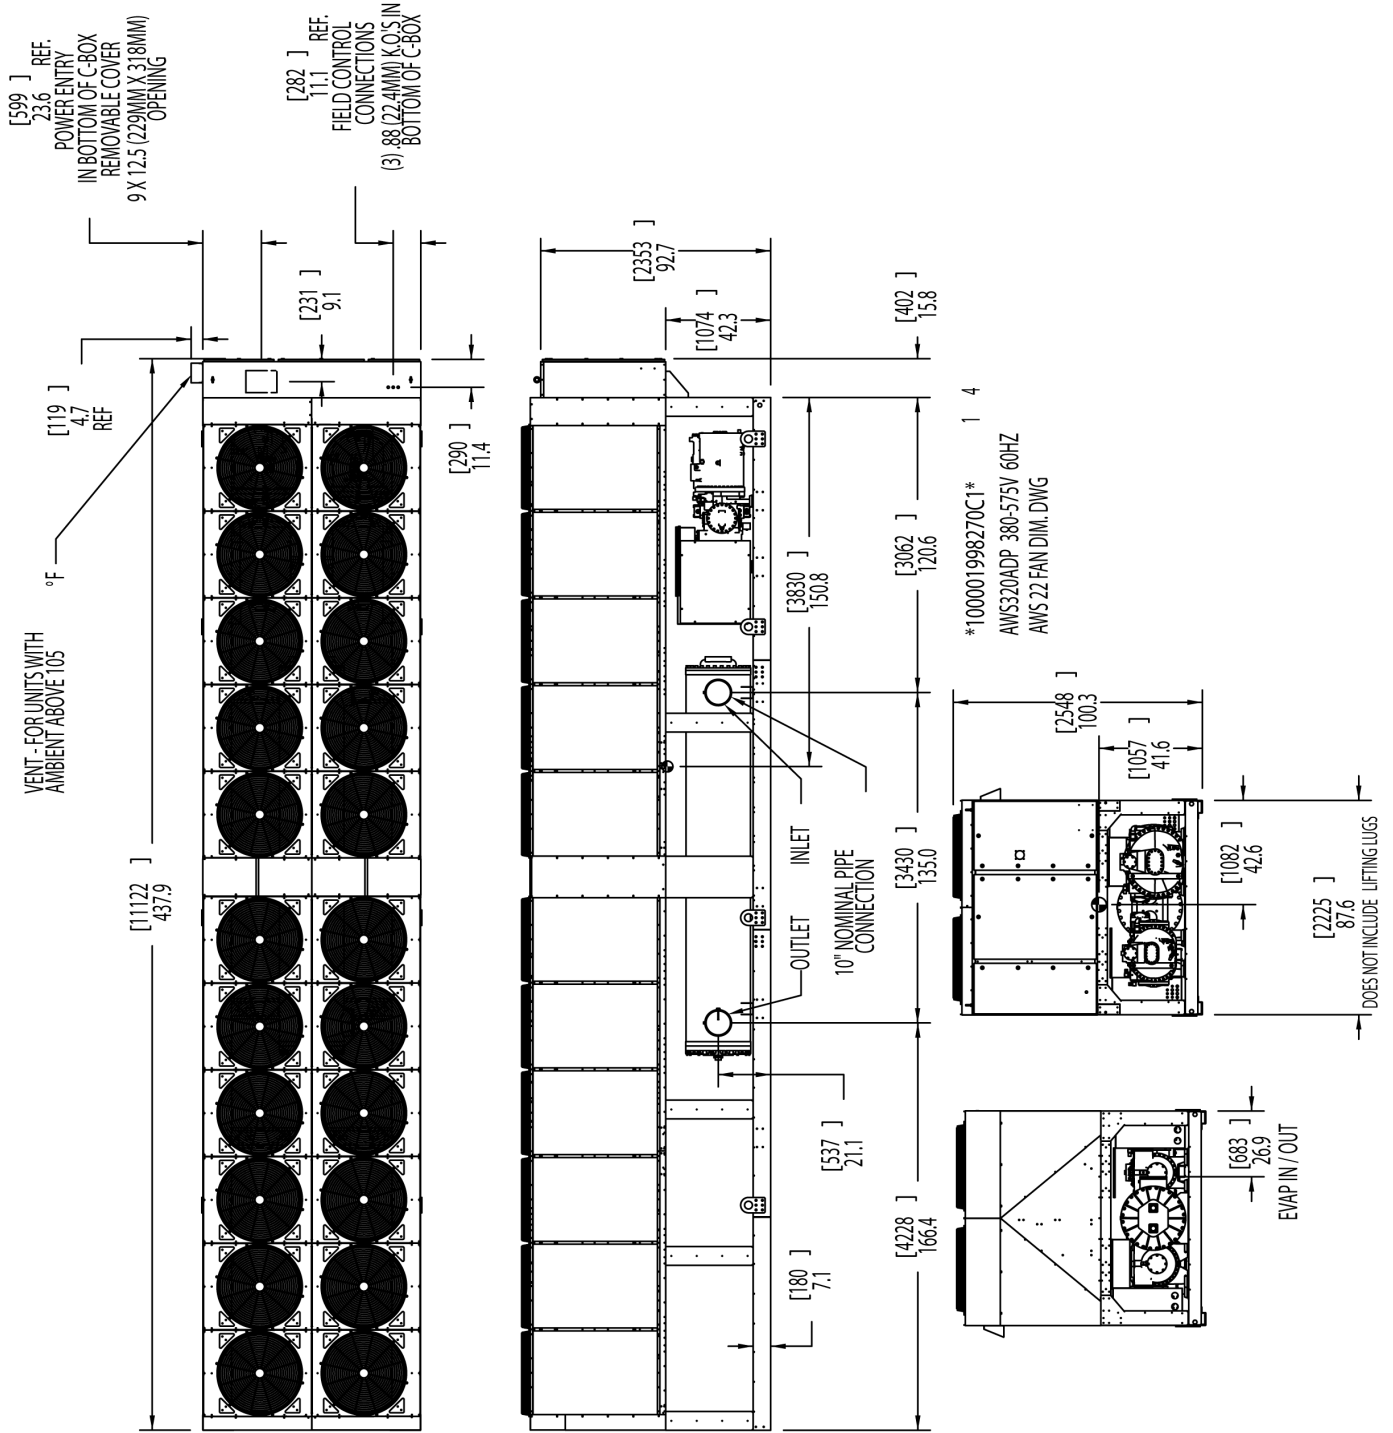 [599 ]
23.6 REF.
POWER ENTRY
IN BOTTOM OF C-BOX
REMOVABLE COVER
9 X 12.5 (229MM X 318MM)
OPENING
[282 ]
11.1 REF.
FIELD CONTROL
CONNECTIONS
(3) .88 (22.4MM) K.O.'S IN
BOTTOM OF C-BOX
[119 ]
4.7
REF
[231 ]
9.1
[290 ]
11.4
°F
VENT - FOR UNITS WITH
AMBIENT ABOVE 105
[11122 ]
437.9
[2353 ]
92.7
[1074 ]
42.3
[402 ]
15.8
[3830 ]
150.8
[3062 ]
120.6
INLET
OUTLET
10" NOMINAL PIPE
CONNECTION
[3430 ]
135.0
[537 ]
21.1
[4228 ]
166.4
[180 ]
7.1
*100001998270C1* 1 4
AWS320ADP 380-575V 60HZ
AWS 22 FAN DIM. DWG
[2548 ]
100.3
[1057 ]
41.6
[1082 ]
42.6
[2225 ]
87.6
DOES NOT INCLUDE LIFTING LUGS
[683 ]
26.9
EVAP IN / OUT